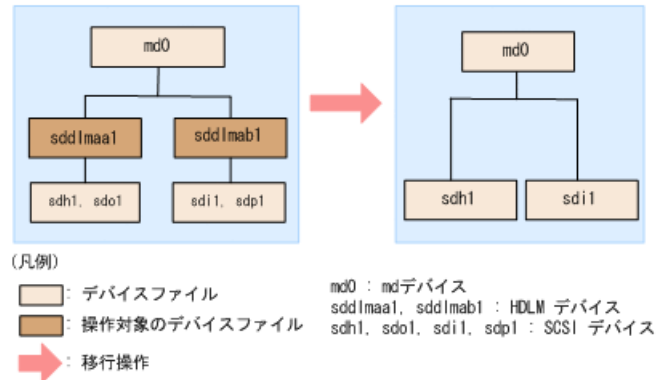 md0
sddlmaa1
sddlmab1
sdh1, sdo1
sdi1, sdp1
md0
sdh1
sdi1
(凡例)
: デバイスファイル
: 操作対象のデバイスファイル
: 移行操作
md0 : mdデバイス
sddlmaa1, sddlmab1 : HDLM デバイス
sdh1, sdo1, sdi1, sdp1 : SCSI デバイス